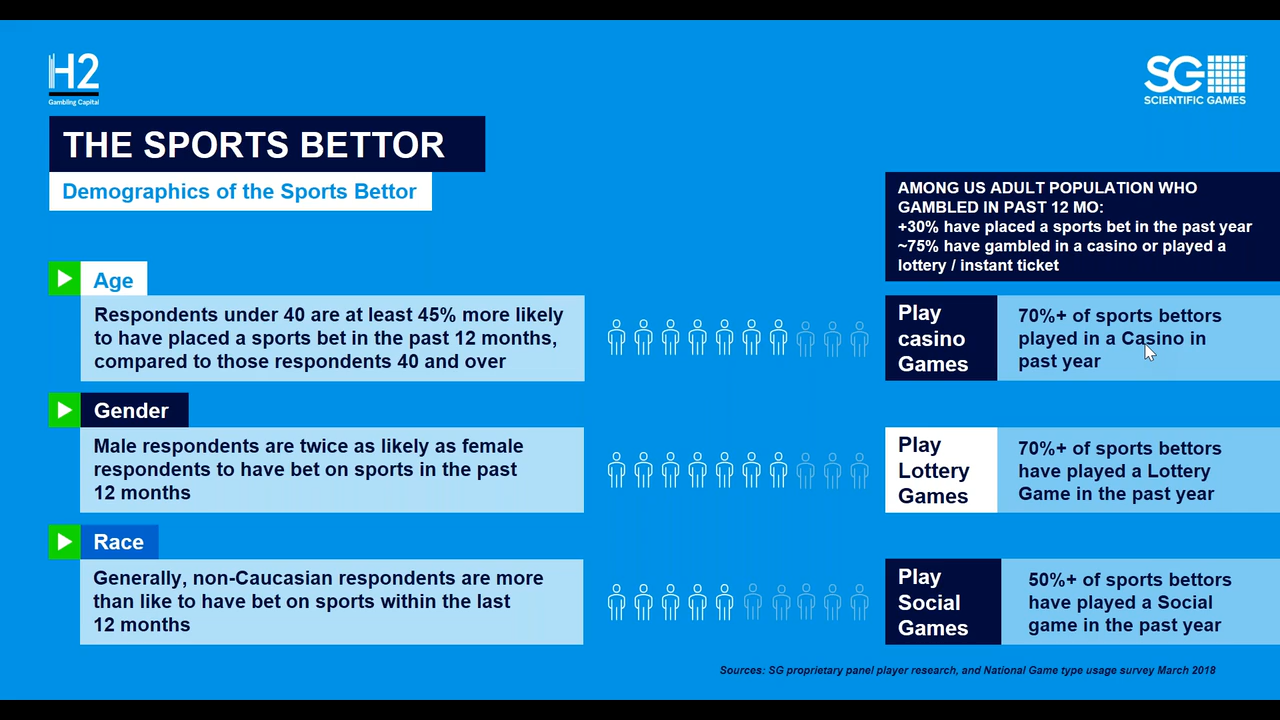 H2
Gambling Capital
SG
SCIENTIFIC GAMES
THE SPORTS BETTOR
Demographics of the Sports Bettor
AMONG US ADULT POPULATION WHO
GAMBLED IN PAST 12 MO:
+30% have placed a sports bet in the past year
~75% have gambled in a casino or played a
lottery / instant ticket
Age
Respondents under 40 are at least 45% more likely
to have placed a sports bet in the past 12 months,
compared to those respondents 40 and over
Play
casino
Games
70%+ of sports bettors
played in a Casino in
past year
Gender
Male respondents are twice as likely as female
respondents to have bet on sports in the past
12 months
Play
Lottery
Games
70%+ of sports bettors
have played a Lottery
Game in the past year
Race
Generally, non-Caucasian respondents are more
than like to have bet on sports within the last
12 months
Play
Social
Games
50%+ of sports bettors
have played a Social
game in the past year
Sources: SG proprietary panel player research, and National Game type usage survey March 2018